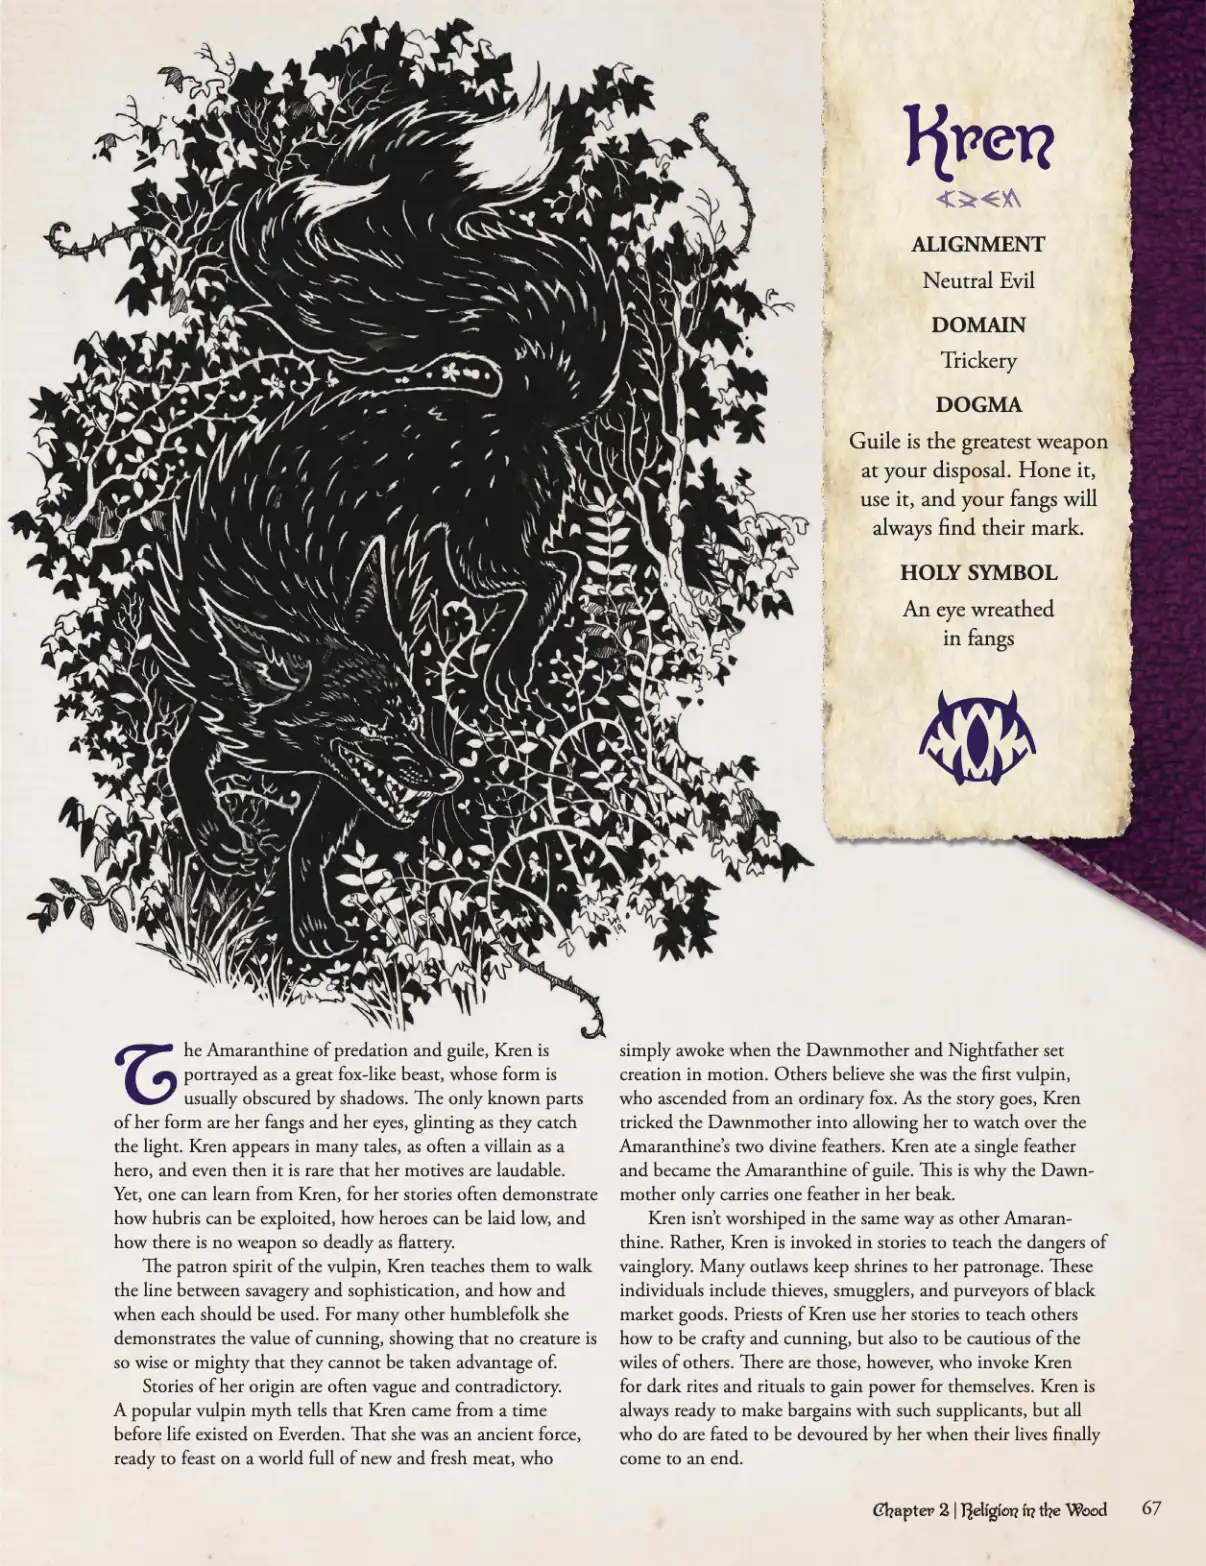 Kren
ALIGNMENT
Neutral Evil
DOMAIN
Trickery
DOGMA
Guile is the greatest weapon
at your disposal. Hone it,
use it, and your fangs will
always find their mark.
HOLY SYMBOL
An eye wreathed
in fangs
The Amaranthine of predation and guile, Kren is
portrayed as a great fox-like beast, whose form is
usually obscured by shadows. The only known parts
of her form are her fangs and her eyes, glinting as they catch
the light. Kren appears in many tales, as often a villain as a
hero, and even then it is rare that her motives are laudable.
Yet, one can learn from Kren, for her stories often demonstrate
how hubris can be exploited, how heroes can be laid low, and
how there is no weapon so deadly as flattery.
The patron spirit of the vulpin, Kren teaches them to walk
the line between savagery and sophistication, and how and
when each should be used. For many other humblefolk she
demonstrates the value of cunning, showing that no creature is
so wise or mighty that they cannot be taken advantage of.
Stories of her origin are often vague and contradictory.
A popular vulpin myth tells that Kren came from a time
before life existed on Everden. That she was an ancient force,
ready to feast on a world full of new and fresh meat, who
simply awoke when the Dawnmother and Nightfather set
creation in motion. Others believe she was the first vulpin,
who ascended from an ordinary fox. As the story goes, Kren
tricked the Dawnmother into allowing her to watch over the
Amaranthine's two divine feathers. Kren ate a single feather
and became the Amaranthine of guile. This is why the Dawn-
mother only carries one feather in her beak.
Kren isn't worshiped in the same way as other Amaran-
thine. Rather, Kren is invoked in stories to teach the dangers of
vainglory. Many outlaws keep shrines to her patronage. These
individuals include thieves, smugglers, and purveyors of black
market goods. Priests of Kren use her stories to teach others
how to be crafty and cunning, but also to be cautious of the
wiles of others. There are those, however, who invoke Kren
for dark rites and rituals to gain power for themselves. Kren is
always ready to make bargains with such supplicants, but all
who do are fated to be devoured by her when their lives finally
come to an end.
Chapter 2 | Religion in the Wood 67